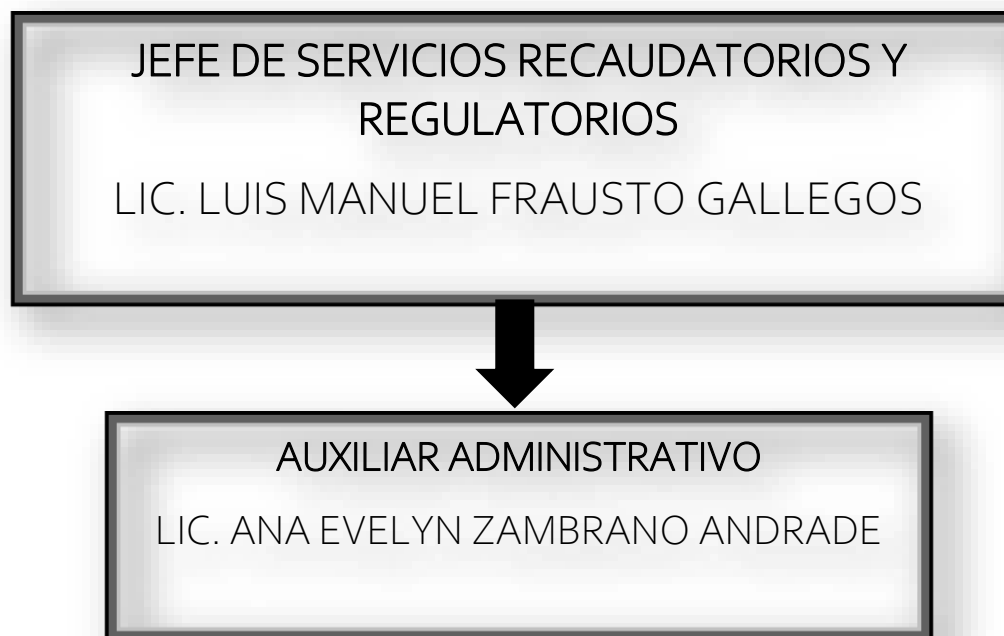 JEFE DE SERVICIOS RECAUDATORIOS Y
REGULATORIOS
LIC. LUIS MANUEL FRAUSTO GALLEGOS
AUXILIAR ADMINISTRATIVO
LIC. ANA EVELYN ZAMBRANO ANDRADE